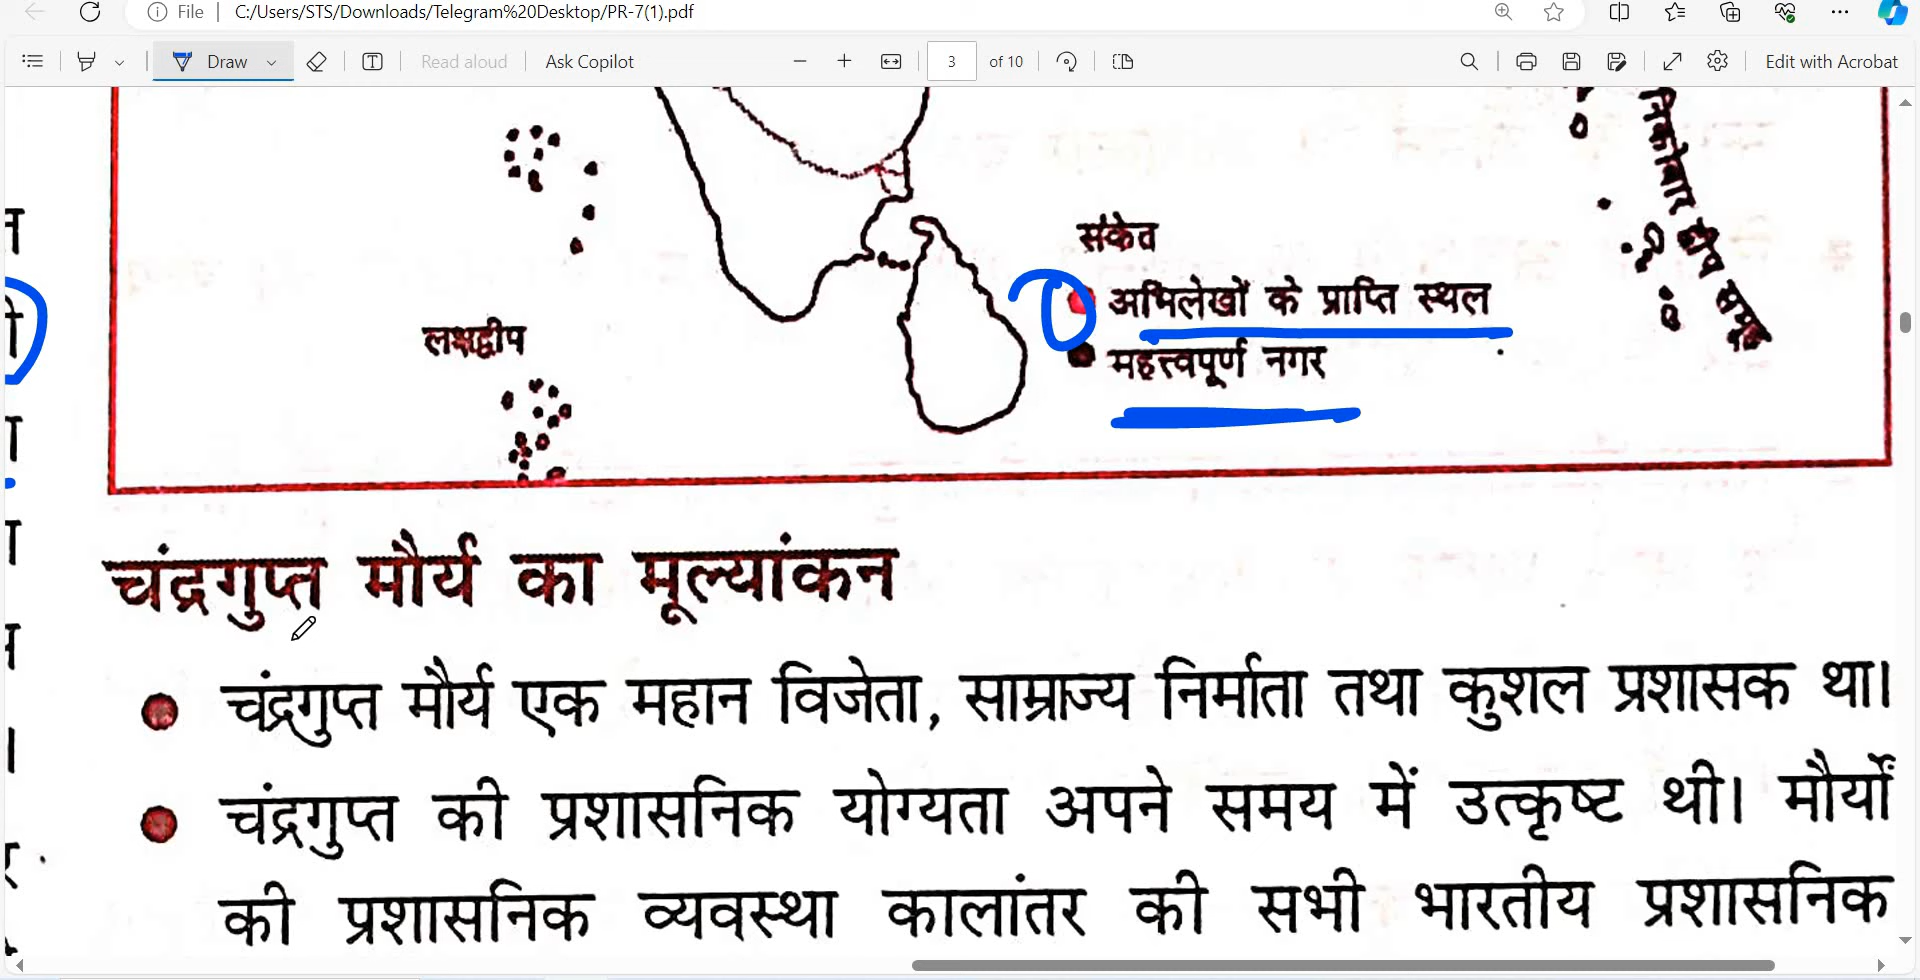 File
C:/Users/STS/Downloads/Telegram%20Desktop/PR-7(1).pdf
Draw
Read aloud
Ask Copilot
3 of 10
Edit with Acrobat
संकेत
अभिलेखों के प्राप्ति स्थल
महत्त्वपूर्ण नगर
लक्षद्वीप
चंद्रगुप्त मौर्य का मूल्यांकन
चंद्रगुप्त मौर्य एक महान विजेता, साम्राज्य निर्माता तथा कुशल प्रशासक था।
चंद्रगुप्त की प्रशासनिक योग्यता अपने समय में उत्कृष्ट थी। मौर्यों
की प्रशासनिक व्यवस्था कालांतर की सभी भारतीय प्रशासनिक